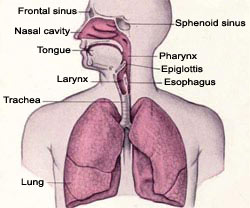 Frontal sinus
Sphenoid sinus
Nasal cavity
Tongue
Pharynx
Epiglottis
Larynx
Esophagus
Trachea
Lung